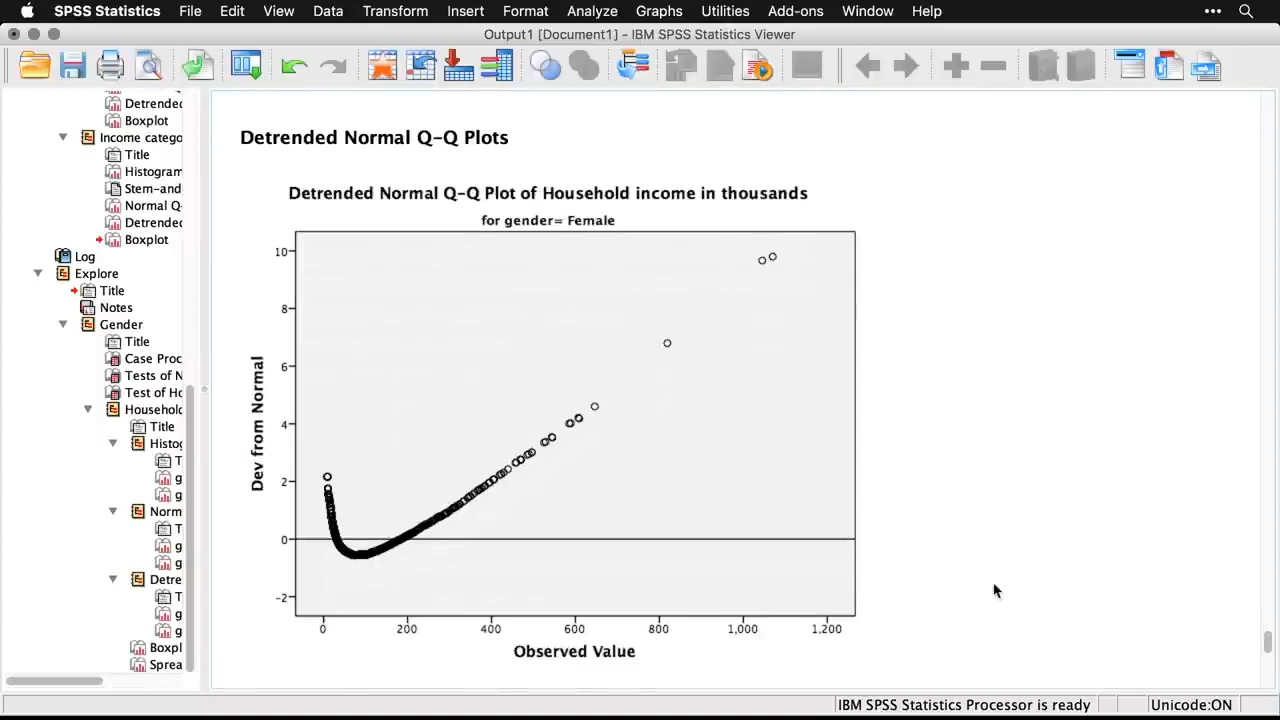 SPSS Statistics File Edit View Data Transform Insert Format Analyze Graphs Utilities Add-ons Window Help
Output1 [Document1] - IBM SPSS Statistics Viewer
Detrended
Boxplot
Income catego
Title
Histogram
Stem-and
Normal Q
Detrended
Boxplot
Log
Explore
Title
Notes
Gender
Title
Case Proc
Tests of N
Test of Ho
Household
Title
Histog
T
g
g
Norm
T
g
g
Detre
T
g
g
Boxpl
Sprea
Detrended Normal Q-Q Plots
Detrended Normal Q-Q Plot of Household income in thousands
for gender= Female
Dev from Normal
10
8
6
4
2
0
-2
0 200 400 600 800 1,000 1,200
Observed Value
IBM SPSS Statistics Processor is ready
Unicode:ON